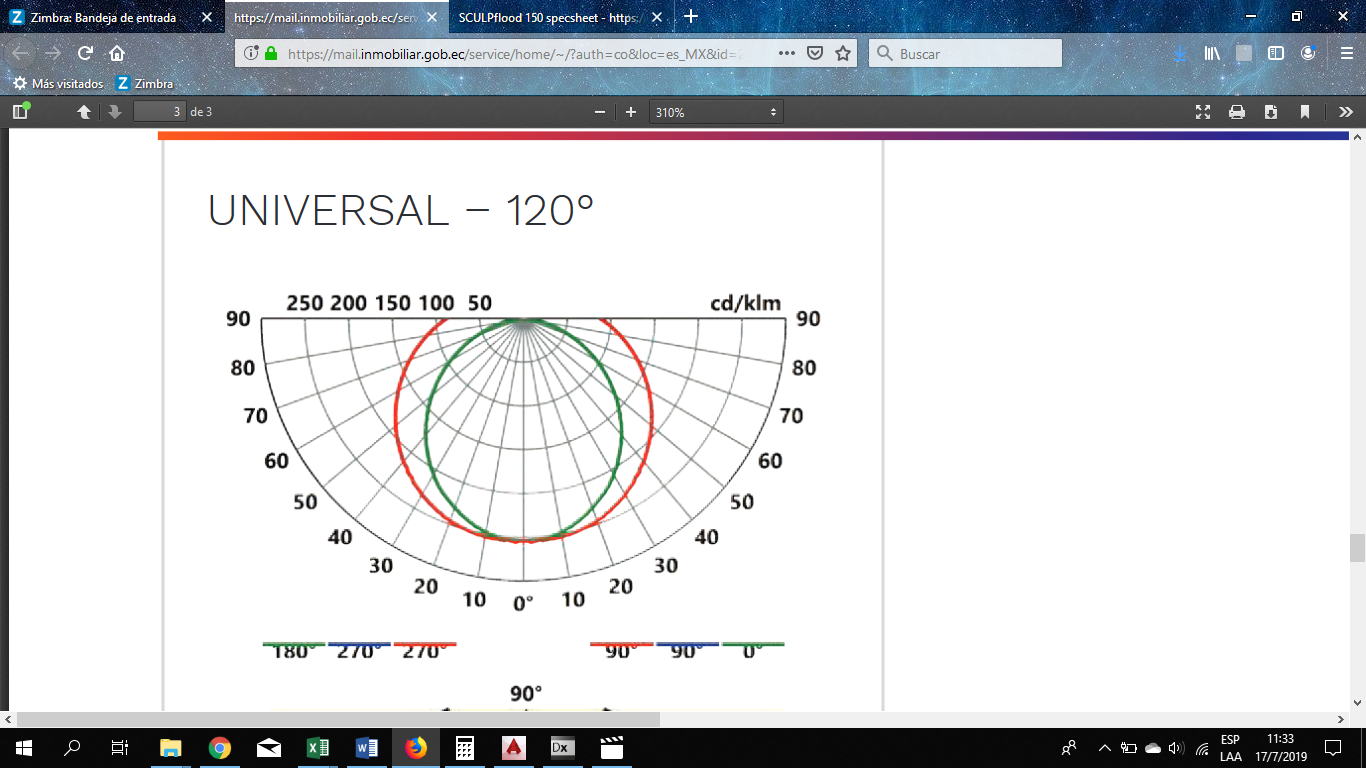 Zimbra: Bandeja de entrada
https://mail.inmobiliar.gob.ec/serv
SCULPflood 150 specsheet - https:/
https://mail.inmobiliar.gob.ec/service/home/~/?auth=co&loc=es_MX&id=
Buscar
Más visitados
Zimbra
3 de 3
310%
UNIVERSAL – 120°
250 200 150 100 50 cd/klm
90 90
80 80
70 70
60 60
50 50
40 40
30 30
20 20
10 0° 10
180° 270° 270° 90° 90° 0°
90°
Dx
ESP
LAA
11:33
17/7/2019